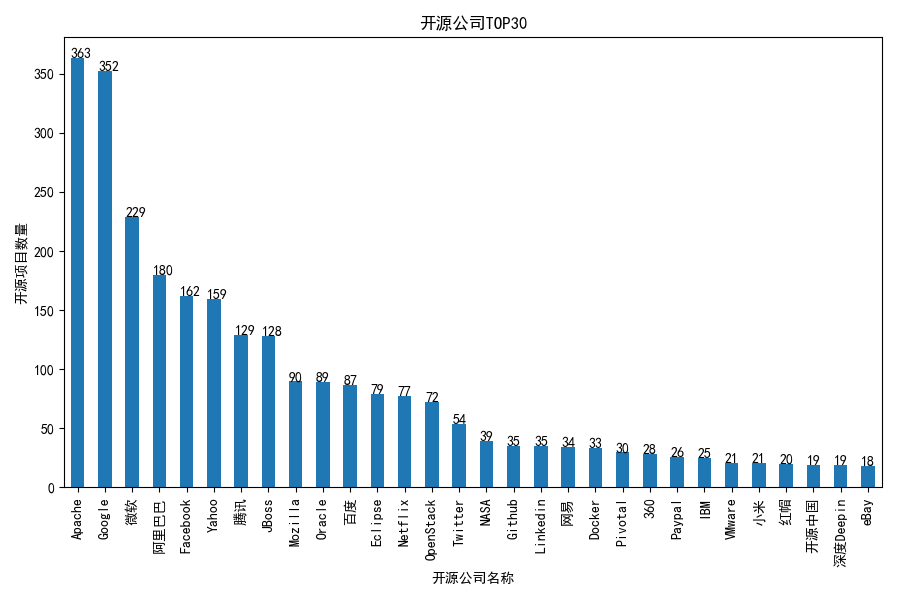 开源公司TOP30
开源项目数量
350
300
250
200
150
100
50
0
363
352
229
180
162
159
129
128
90
89
87
79
77
72
54
39
35
35
34
33
30
28
26
25
21
21
20
19
19
18
Apache
Google
微软
阿里巴巴
Facebook
Yahoo
腾讯
JBoss
Mozilla
Oracle
百度
Eclipse
Netflix
OpenStack
Twitter
NASA
Github
Linkedin
网易
Docker
Pivotal
360
Paypal
IBM
VMware
小米
红帽
开源中国
深度Deepin
eBay
开源公司名称